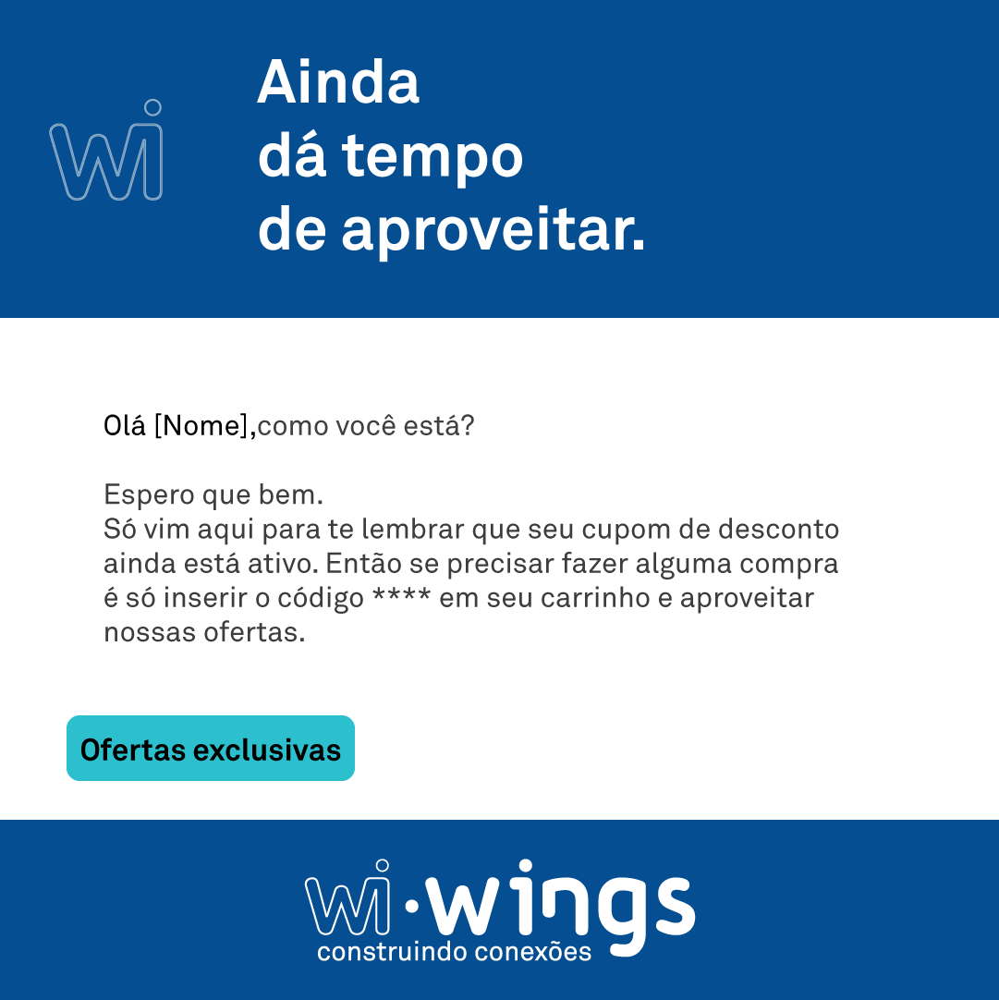 wi
Ainda
dá tempo
de aproveitar.
Olá [Nome],como você está?
Espero que bem.
Só vim aqui para te lembrar que seu cupom de desconto
ainda está ativo. Então se precisar fazer alguma compra
é só inserir o código **** em seu carrinho e aproveitar
nossas ofertas.
Ofertas exclusivas
wi·wings
construindo conexões